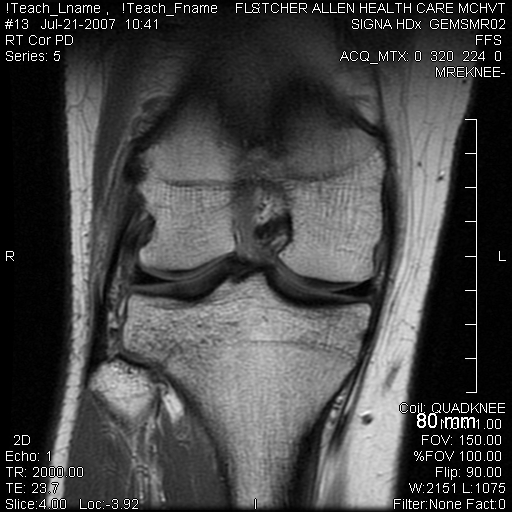 !Teach_Lname , !Teach_Fname
FL8TCHER ALLEN HEALTH CARE MCHVT
#13 Jul-21-2007 10:41
SIGNA HDx GEMSMR02
RT Cor PD
FFS
Series: 5
ACQ_MTX: 0 320 224 0
MREKNEE-
R
L
Coil: QUADKNEE
80 mm
1.00
2D
FOV: 150.00
Echo: 1
%FOV 100.00
TR: 2000.00
Flip: 90.00
TE: 23.7
W:2151 L:1075
Slice:4.00 Loc:-3.92
I
Filter:None Fact:0